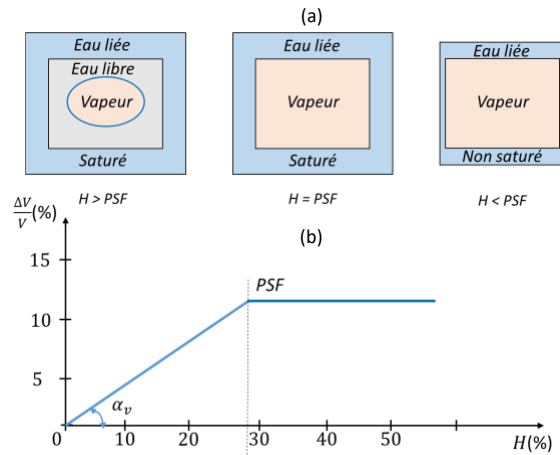 (a)
Eau liée
Eau libre
Vapeur
Saturé
H > PSF
Eau liée
Vapeur
Saturé
H = PSF
Eau liée
Vapeur
Non saturé
H < PSF
ΔV/V (%)
(b)
15
10
5
PSF
αᵥ
0 10 20 30 40 50 H(%)